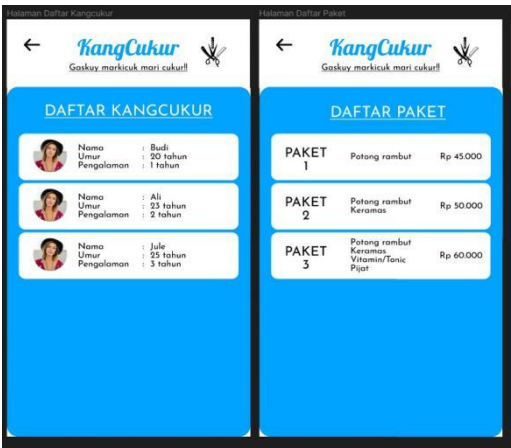 Halaman Daftar Kangcukur
KangCukur
Gaskuy markicuk mari cukur!!
DAFTAR KANGCUKUR
Nama : Budi
Umur : 20 tahun
Pengalaman : 1 tahun
Nama : Ali
Umur : 23 tahun
Pengalaman : 2 tahun
Nama : Jule
Umur : 25 tahun
Pengalaman : 3 tahun
Halaman Daftar Paket
KangCukur
Gaskuy markicuk mari cukur!!
DAFTAR PAKET
PAKET 1
Potong rambut
Rp 45.000
PAKET 2
Potong rambut
Keramas
Rp 50.000
PAKET 3
Potong rambut
Keramas
Vitamin/Tonic
Pijat
Rp 60.000